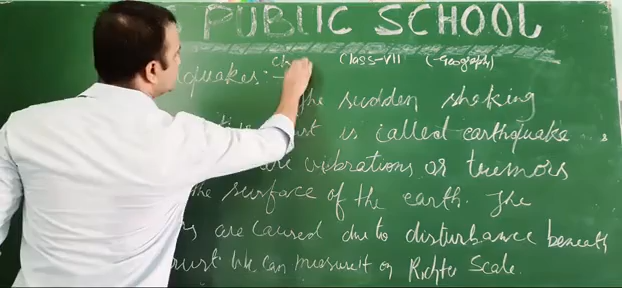 PUBLIC SCHOOL
Class-VII (Geography)
quakes:- the sudden shaking
is called earthquake.
are vibrations or tremors
the surface of the earth. The
are caused due to disturbance beneath
We can measure it on Richter Scale.